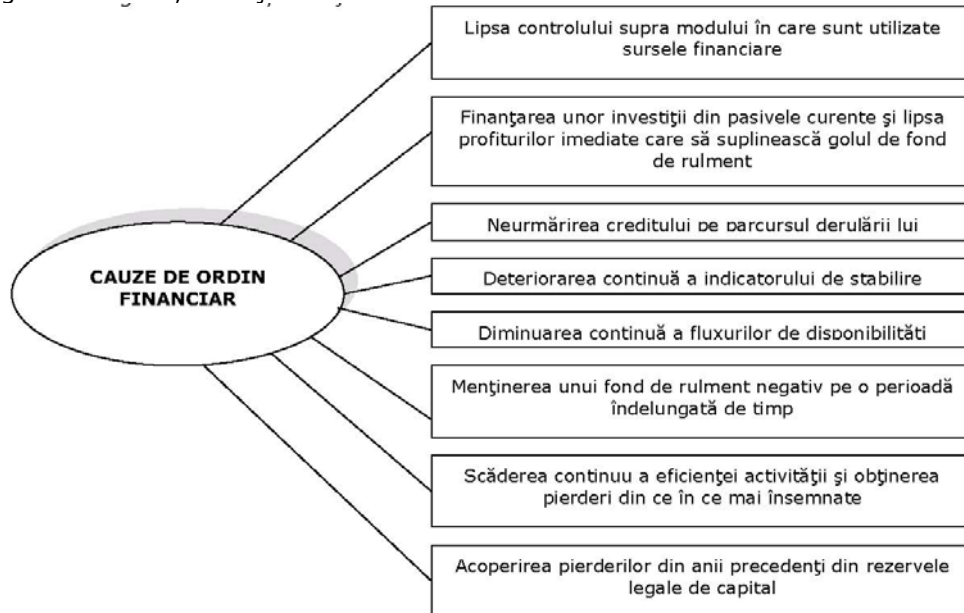 CAUZE DE ORDIN
FINANCIAR
Lipsa controlului supra modului în care sunt utilizate
sursele financiare
Finanţarea unor investiţii din pasivele curente şi lipsa
profiturilor imediate care să suplinească golul de fond
de rulment
Neurmărirea creditului pe parcursul derulării lui
Deteriorarea continuă a indicatorului de stabilire
Diminuarea continuă a fluxurilor de disponibilităti
Menţinerea unui fond de rulment negativ pe o perioadă
îndelungată de timp
Scăderea continuu a eficienţei activităţii şi obţinerea
pierderi din ce în ce mai însemnate
Acoperirea pierderilor din anii precedenţi din rezervele
legale de capital